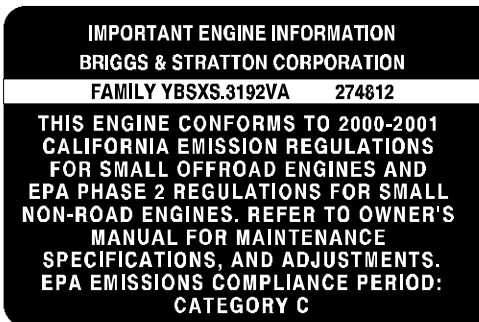 IMPORTANT ENGINE INFORMATION
BRIGGS & STRATTON CORPORATION
FAMILY YBSXS.3192VA 274812
THIS ENGINE CONFORMS TO 2000-2001
CALIFORNIA EMISSION REGULATIONS
FOR SMALL OFFROAD ENGINES AND
EPA PHASE 2 REGULATIONS FOR SMALL
NON-ROAD ENGINES. REFER TO OWNER'S
MANUAL FOR MAINTENANCE
SPECIFICATIONS, AND ADJUSTMENTS.
EPA EMISSIONS COMPLIANCE PERIOD:
CATEGORY C